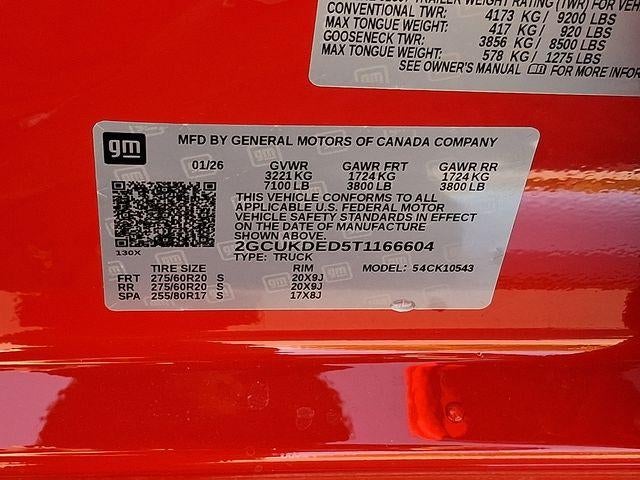 CONVENTIONAL TWR: 4173 KG / 9200 LBS
MAX TONGUE WEIGHT: 417 KG / 920 LBS
GOOSENECK TWR: 3856 KG / 8500 LBS
MAX TONGUE WEIGHT: 578 KG / 1275 LBS
SEE OWNER'S MANUAL FOR MORE INFOR
gm
MFD BY GENERAL MOTORS OF CANADA COMPANY
01/26 GVWR GAWR FRT GAWR RR
3221 KG 1724 KG 1724 KG
7100 LB 3800 LB 3800 LB
THIS VEHICLE CONFORMS TO ALL
APPLICABLE U.S. FEDERAL MOTOR
VEHICLE SAFETY STANDARDS IN EFFECT
ON THE DATE OF MANUFACTURE
SHOWN ABOVE.
2GCUKDED5T1166604
130X
TYPE: TRUCK
TIRE SIZE RIM MODEL: 54CK10543
FRT 275/60R20 S 20X9J
RR 275/60R20 S 20X9J
SPA 255/80R17 S 17X8J